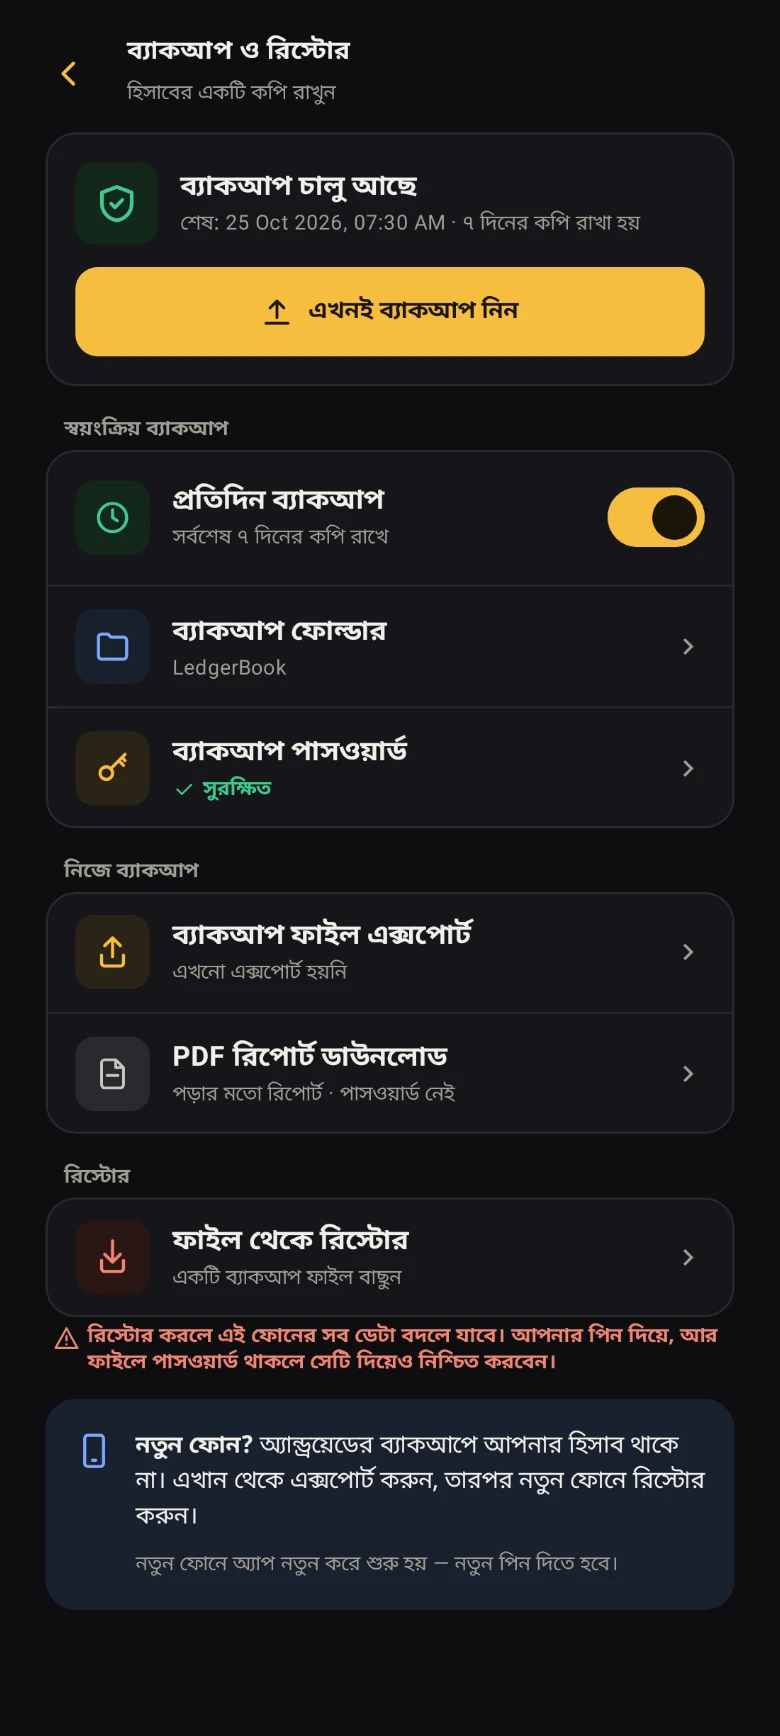 ব্যাকআপ ও রিস্টোর
হিসাবের একটি কপি রাখুন
ব্যাকআপ চালু আছে
শেষ: 25 Oct 2026, 07:30 AM · ৭ দিনের কপি রাখা হয়
এখনই ব্যাকআপ নিন
স্বয়ংক্রিয় ব্যাকআপ
প্রতিদিন ব্যাকআপ
সর্বশেষ ৭ দিনের কপি রাখে
ব্যাকআপ ফোল্ডার
LedgerBook
ব্যাকআপ পাসওয়ার্ড
সুরক্ষিত
নিজে ব্যাকআপ
ব্যাকআপ ফাইল এক্সপোর্ট
এখনো এক্সপোর্ট হয়নি
PDF রিপোর্ট ডাউনলোড
পড়ার মতো রিপোর্ট · পাসওয়ার্ড নেই
রিস্টোর
ফাইল থেকে রিস্টোর
একটি ব্যাকআপ ফাইল বাছুন
রিস্টোর করলে এই ফোনের সব ডেটা বদলে যাবে। আপনার পিন দিয়ে, আর
ফাইলে পাসওয়ার্ড থাকলে সেটি দিয়েও নিশ্চিত করবেন।
নতুন ফোন? অ্যান্ড্রয়েডের ব্যাকআপে আপনার হিসাব থাকে
না। এখান থেকে এক্সপোর্ট করুন, তারপর নতুন ফোনে রিস্টোর
করুন।
নতুন ফোনে অ্যাপ নতুন করে শুরু হয় — নতুন পিন দিতে হবে।